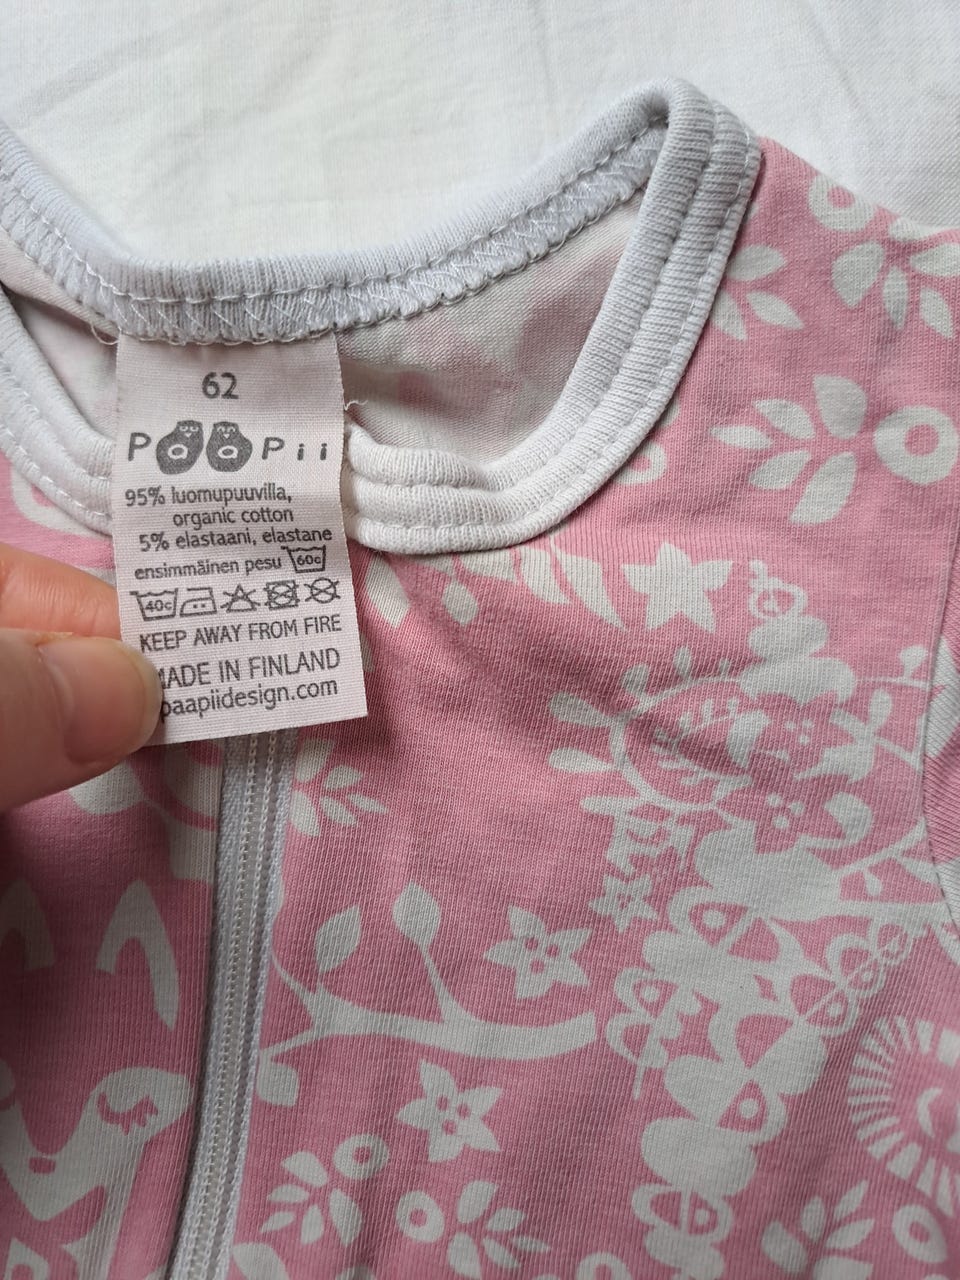 62
PaaPii
95% luomupuuvilla,
organic cotton
5% elastaani, elastane
ensimmäinen pesu 60c
40c
KEEP AWAY FROM FIRE
MADE IN FINLAND
paapiidesign.com